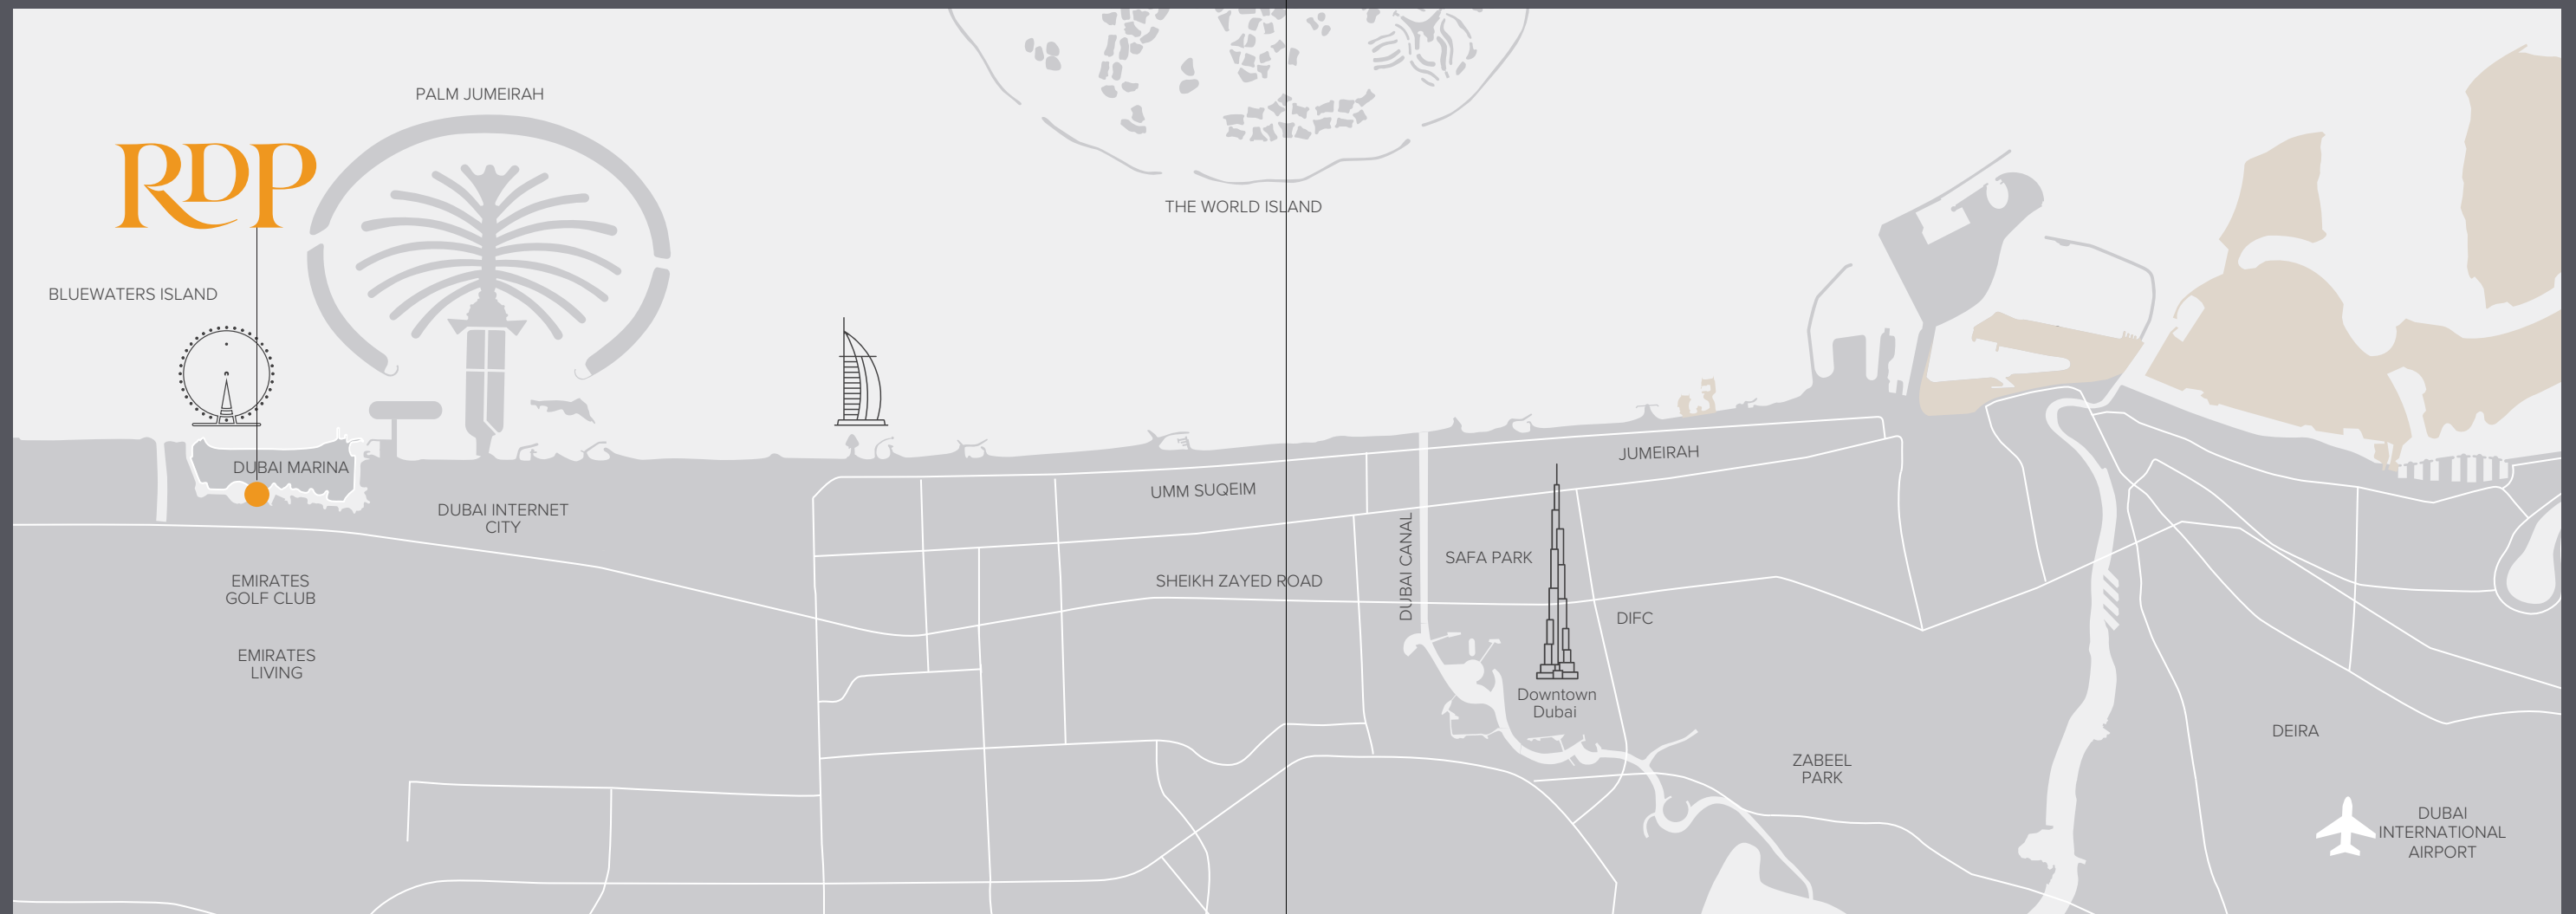 PALM JUMEIRAH
RDP
THE WORLD ISLAND
BLUEWATERS ISLAND
DUBAI MARINA
JUMEIRAH
UMM SUQEIM
DUBAI INTERNET
CITY
DUBAI CANAL
SAFA PARK
EMIRATES
GOLF CLUB
SHEIKH ZAYED ROAD
DIFC
EMIRATES
LIVING
Downtown
Dubai
DEIRA
ZABEEL
PARK
DUBAI
INTERNATIONAL
AIRPORT